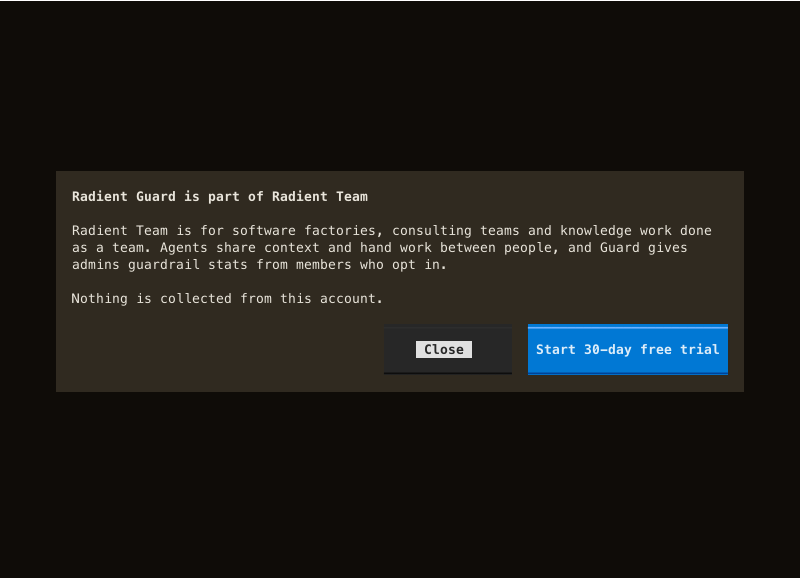 Radient Guard is part of Radient Team
Radient Team is for software factories, consulting teams and knowledge work done
as a team. Agents share context and hand work between people, and Guard gives
admins guardrail stats from members who opt in.
Nothing is collected from this account.
Close
Start 30-day free trial